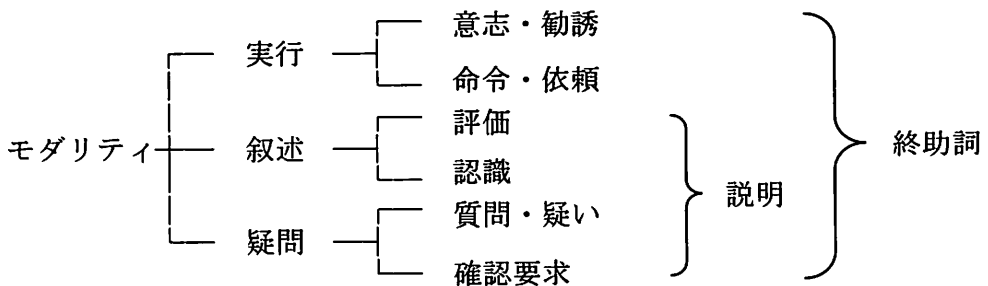 意志・勧誘
実行
命令・依頼
評価
モダリティ
叙述
終助詞
認識
説明
質問・疑い
疑問
確認要求